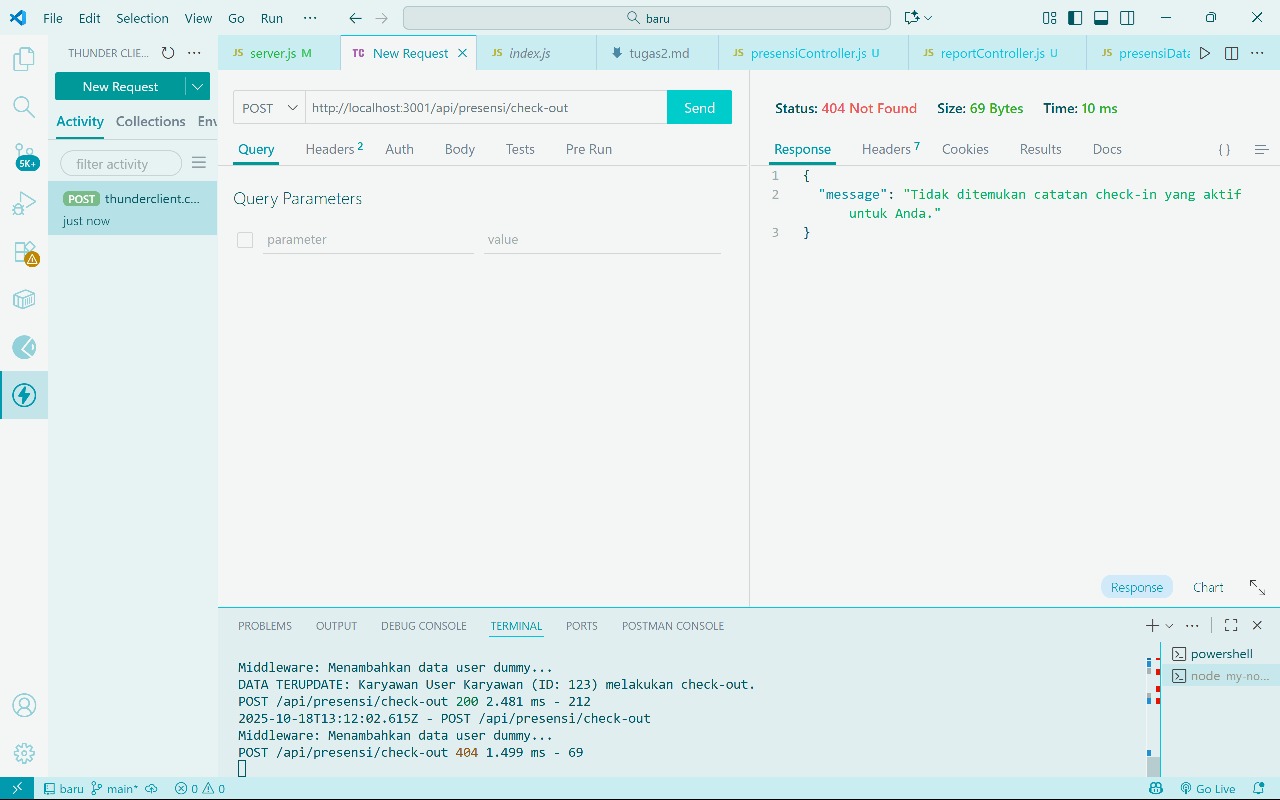 File Edit Selection View Go Run ··· baru
THUNDER CLIE... ···
JS server.js M
TC New Request
JS index.js
tugas2.md
JS presensiController.js U
JS reportController.js U
JS presensiData
···
New Request
POST http://localhost:3001/api/presensi/check-out Send
Status: 404 Not Found Size: 69 Bytes Time: 10 ms
Activity Collections Env
Query Headers 2 Auth Body Tests Pre Run
Response Headers 7 Cookies Results Docs { }
filter activity
5K+
POST thunderclient.c...
just now
Query Parameters
parameter value
1 {
2 "message": "Tidak ditemukan catatan check-in yang aktif
untuk Anda."
3 }
Response Chart
PROBLEMS OUTPUT DEBUG CONSOLE TERMINAL PORTS POSTMAN CONSOLE
···
Middleware: Menambahkan data user dummy...
DATA TERUPDATE: Karyawan User Karyawan (ID: 123) melakukan check-out.
POST /api/presensi/check-out 200 2.481 ms - 212
2025-10-18T13:12:02.615Z - POST /api/presensi/check-out
Middleware: Menambahkan data user dummy...
POST /api/presensi/check-out 404 1.499 ms - 69
powershell
node my-no...
baru main* 0 0 Go Live